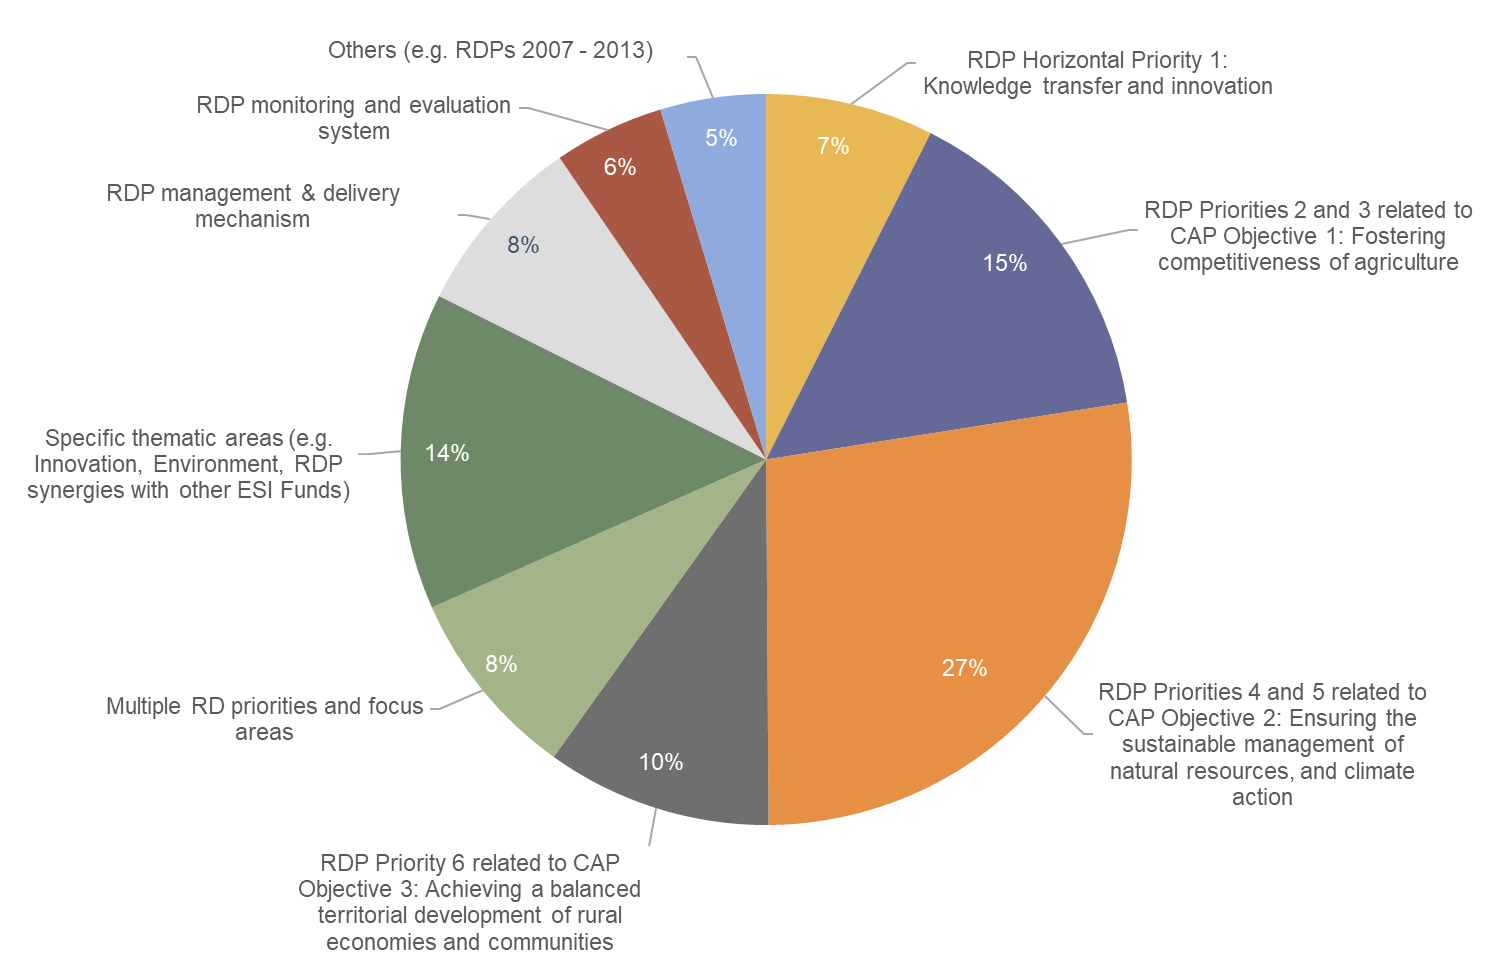 Others (e.g. RDPs 2007 - 2013)
5%
RDP Horizontal Priority 1:
Knowledge transfer and innovation
7%
RDP Priorities 2 and 3 related to
CAP Objective 1: Fostering
competitiveness of agriculture
15%
RDP Priorities 4 and 5 related to
CAP Objective 2: Ensuring the
sustainable management of
natural resources, and climate
action
27%
RDP Priority 6 related to CAP
Objective 3: Achieving a balanced
territorial development of rural
economies and communities
10%
Multiple RD priorities and focus
areas
8%
Specific thematic areas (e.g.
Innovation, Environment, RDP
synergies with other ESI Funds)
14%
RDP management & delivery
mechanism
8%
RDP monitoring and evaluation
system
6%